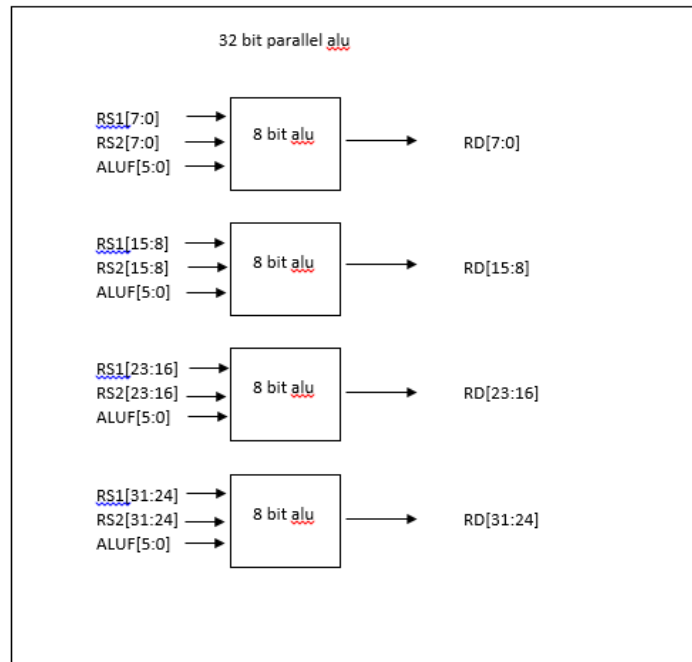 32 bit parallel alu
RS1[7:0]
RS2[7:0]
ALUF[5:0]
8 bit alu
RD[7:0]
RS1[15:8]
RS2[15:8]
ALUF[5:0]
8 bit alu
RD[15:8]
RS1[23:16]
RS2[23:16]
ALUF[5:0]
8 bit alu
RD[23:16]
RS1[31:24]
RS2[31:24]
ALUF[5:0]
8 bit alu
RD[31:24]